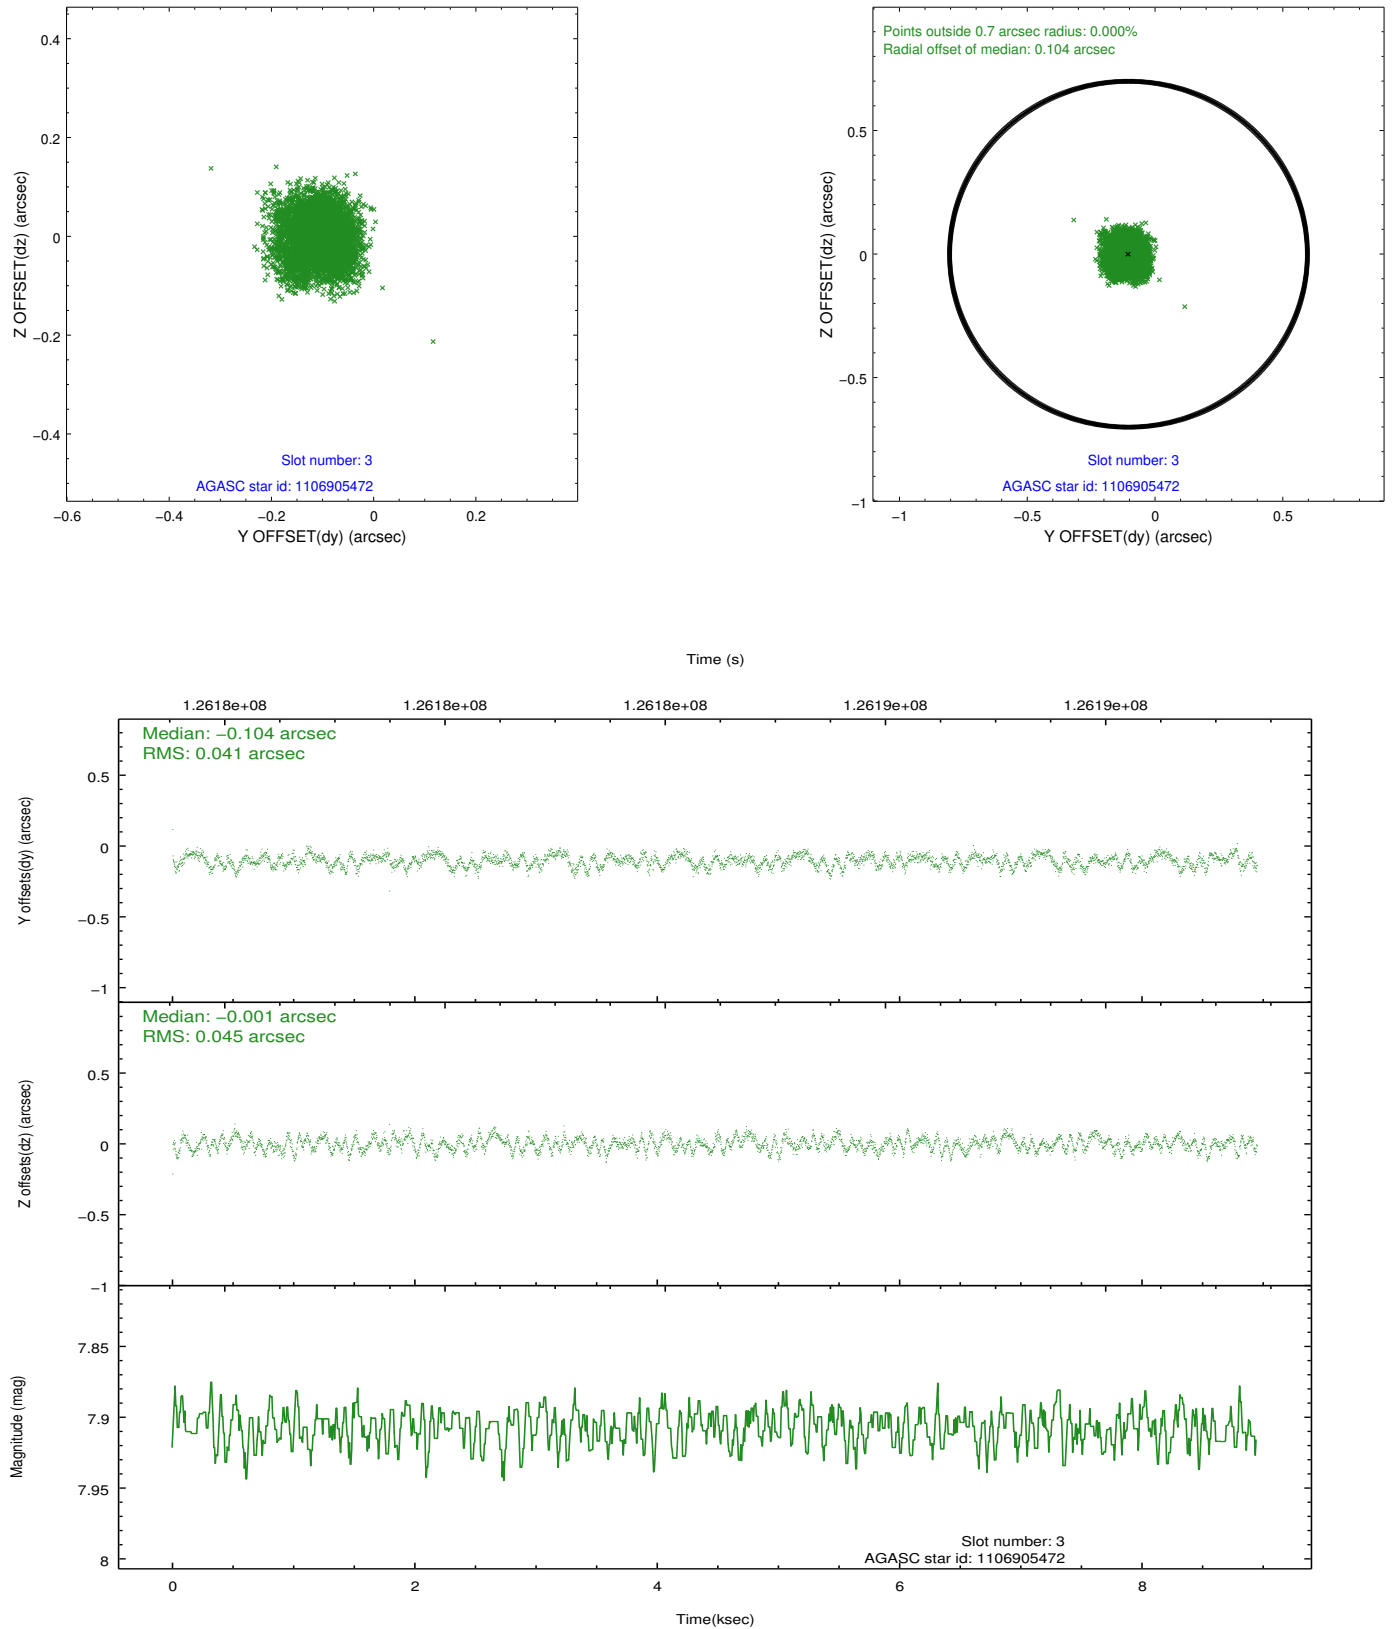 0.4
0.2
0
−0.2
−0.4
Z OFFSET(dz) (arcsec)
Slot number: 3
AGASC star id: 1106905472
−0.6 −0.4 −0.2 0 0.2
Y OFFSET(dy) (arcsec)
Points outside 0.7 arcsec radius: 0.000%
Radial offset of median: 0.104 arcsec
0.5
0
−0.5
−1
Z OFFSET(dz) (arcsec)
Slot number: 3
AGASC star id: 1106905472
−1 −0.5 0 0.5
Y OFFSET(dy) (arcsec)
Time (s)
1.2618e+08 1.2618e+08 1.2618e+08 1.2619e+08 1.2619e+08
Median: −0.104 arcsec
RMS: 0.041 arcsec
0.5
0
−0.5
−1
Y offsets(dy) (arcsec)
Median: −0.001 arcsec
RMS: 0.045 arcsec
0.5
0
−0.5
−1
Z offsets(dz) (arcsec)
7.85
7.9
7.95
8
Magnitude (mag)
Slot number: 3
AGASC star id: 1106905472
0 2 4 6 8
Time(ksec)